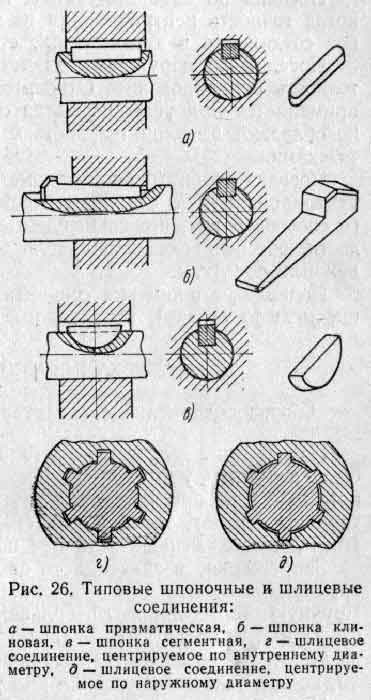 а)
б)
в)
г)
д)
Рис. 26. Типовые шпоночные и шлицевые
соединения:
а — шпонка призматическая, б — шпонка кли-
новая, в — шпонка сегментная, г — шлицевое
соединение, центрируемое по внутреннему диа-
метру, д — шлицевое соединение, центрируе-
мое по наружному диаметру